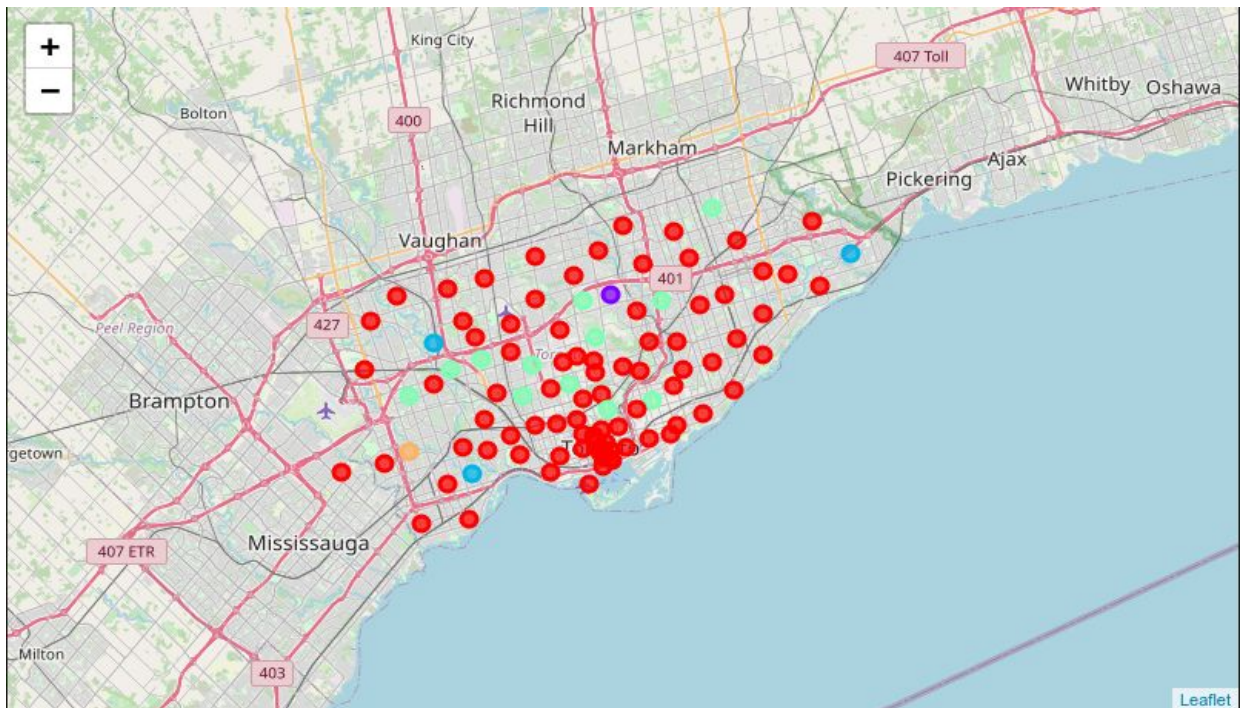 +
−
King City
407 Toll
Whitby
Oshawa
Richmond
Hill
Bolton
400
Markham
Ajax
Pickering
Vaughan
401
427
Peel Region
Brampton
getown
Mississauga
407 ETR
Milton
403
Leaflet